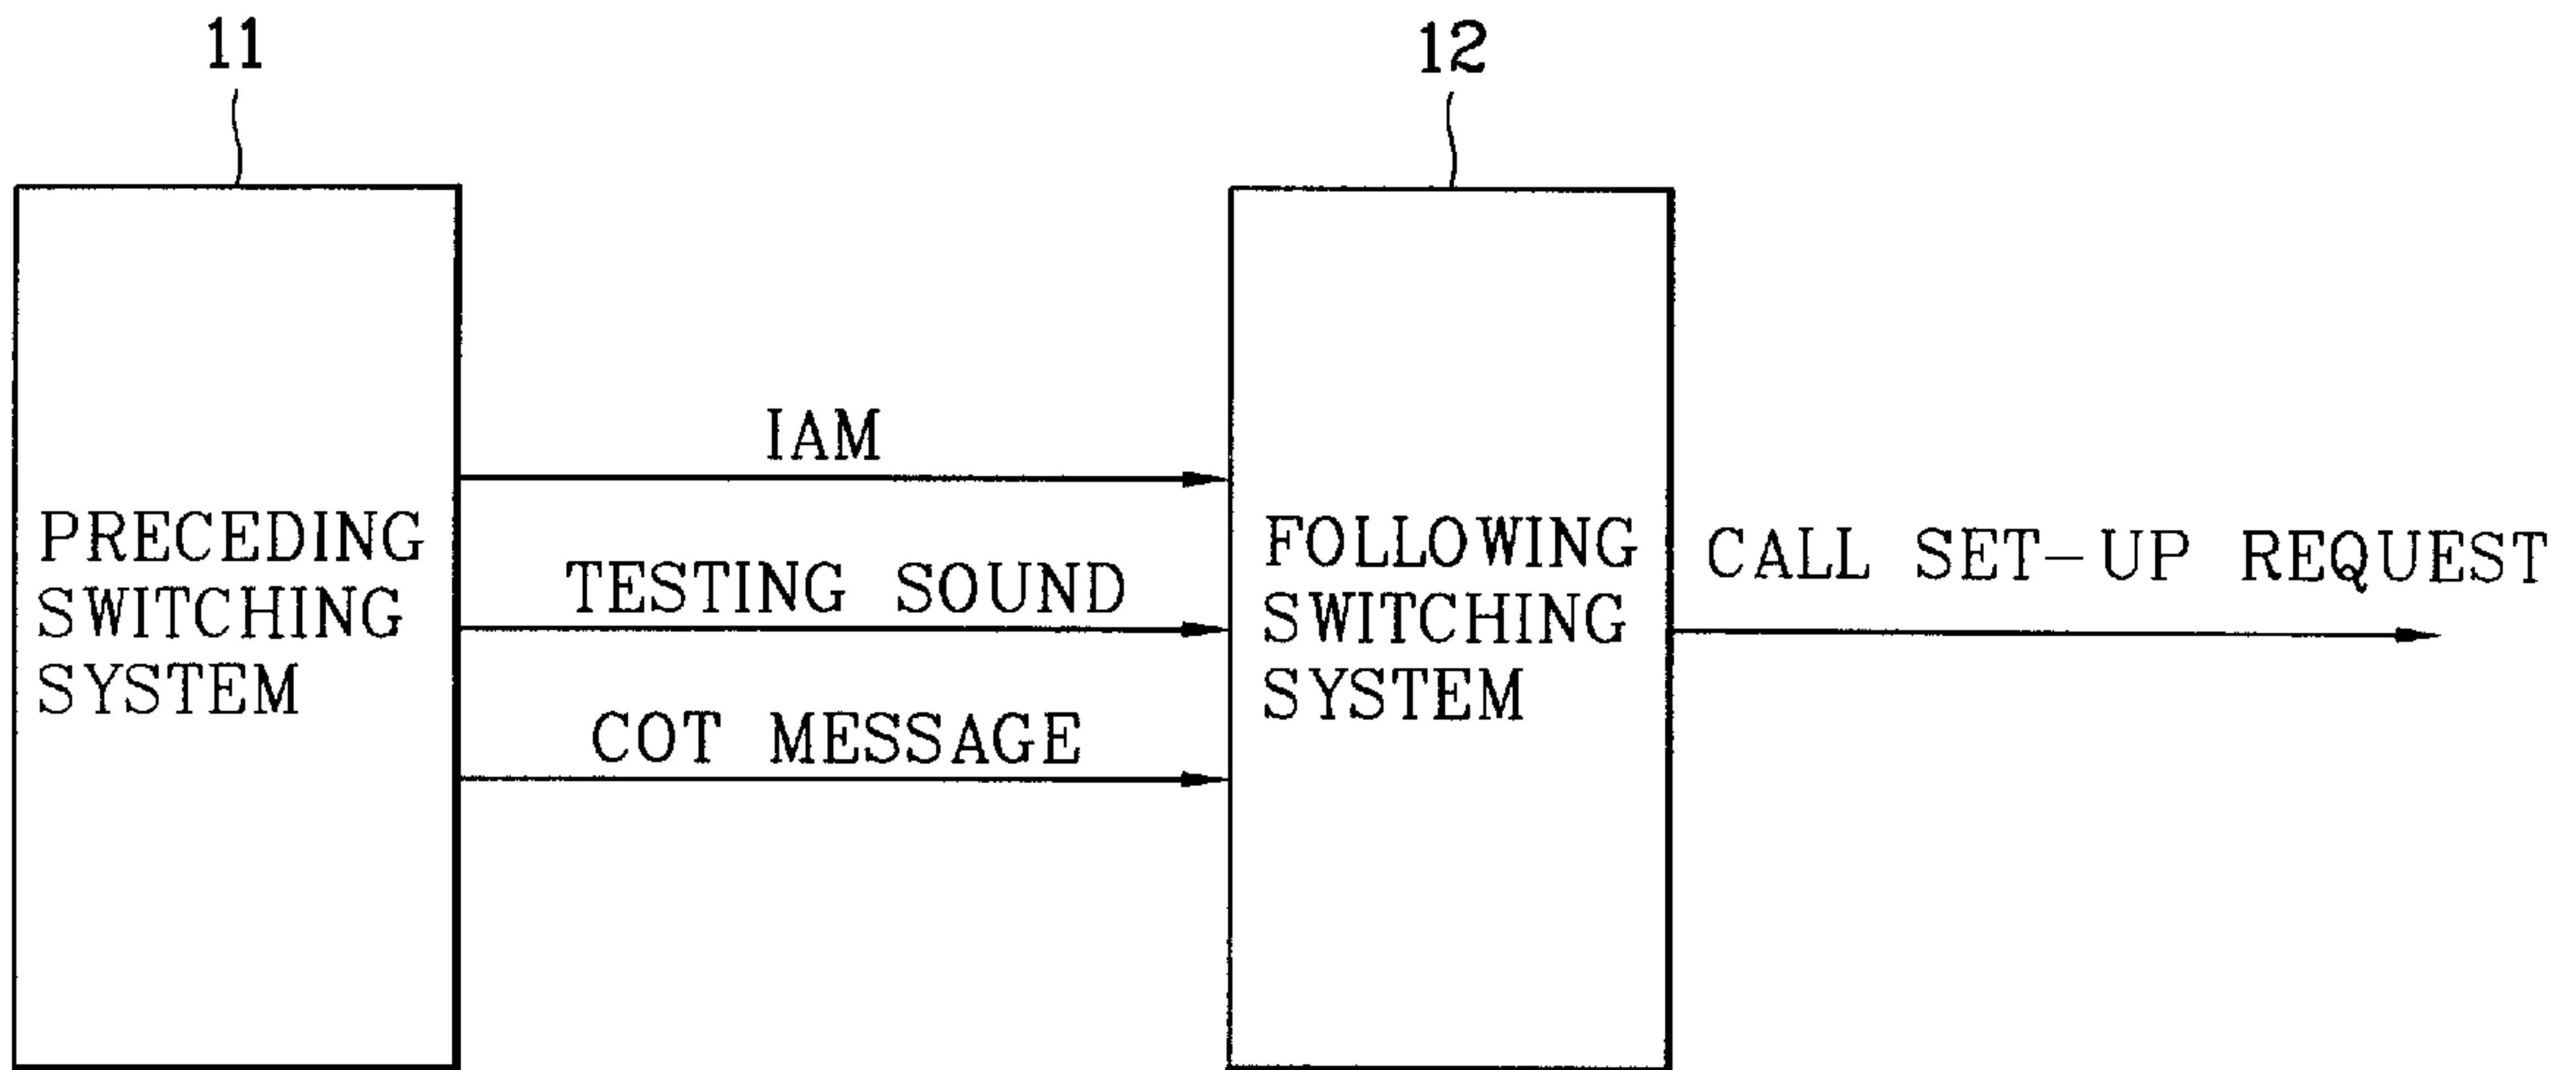 11
12
IAM
PRECEDING
SWITCHING
SYSTEM
TESTING SOUND
COT MESSAGE
FOLLOWING
SWITCHING
SYSTEM
CALL SET-UP REQUEST